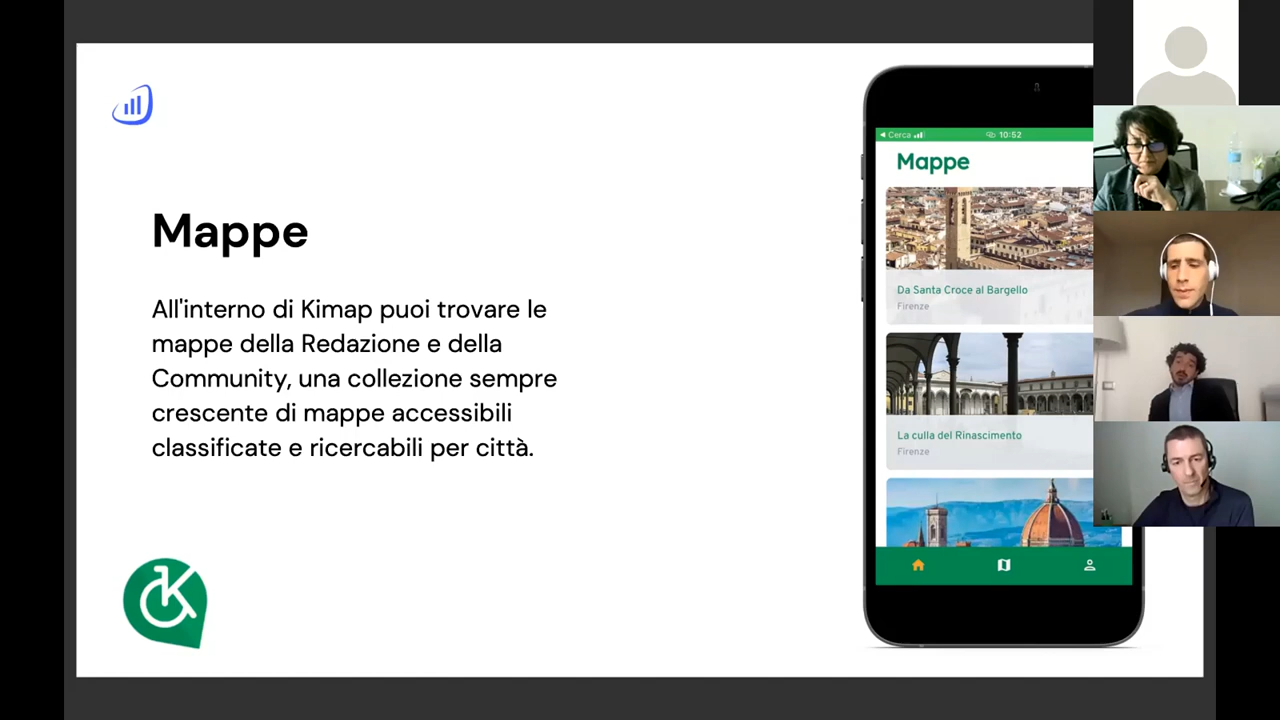 Mappe
All'interno di Kimap puoi trovare le
mappe della Redazione e della
Community, una collezione sempre
crescente di mappe accessibili
classificate e ricercabili per città.
Cerca
10:52
Mappe
Da Santa Croce al Bargello
Firenze
La culla del Rinascimento
Firenze